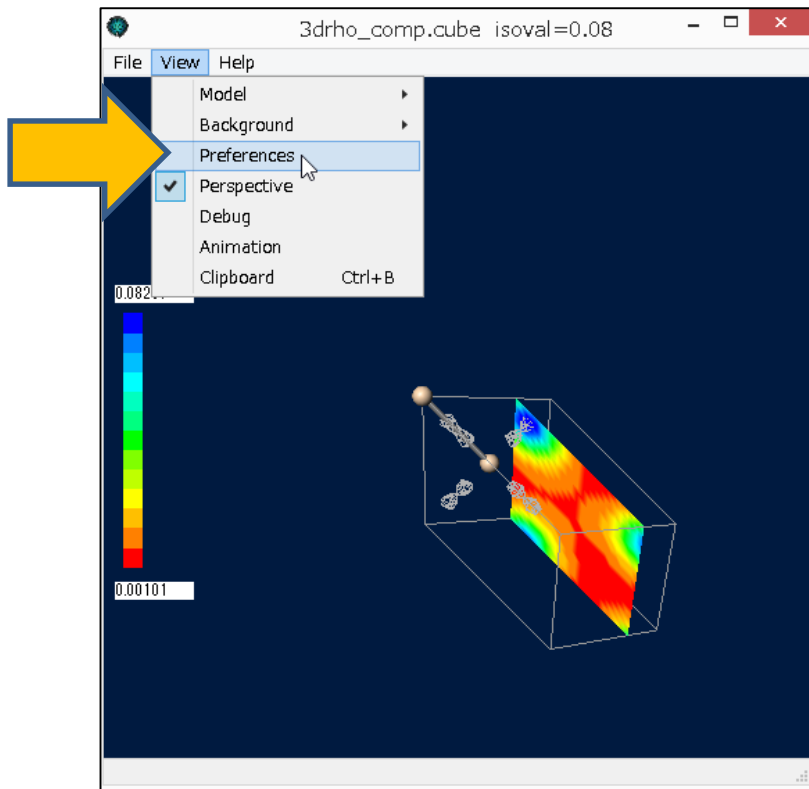 3drho_comp.cube isoval=0.08
File View Help
Model
Background
Preferences
Perspective
Debug
Animation
Clipboard Ctrl+B
0.00101